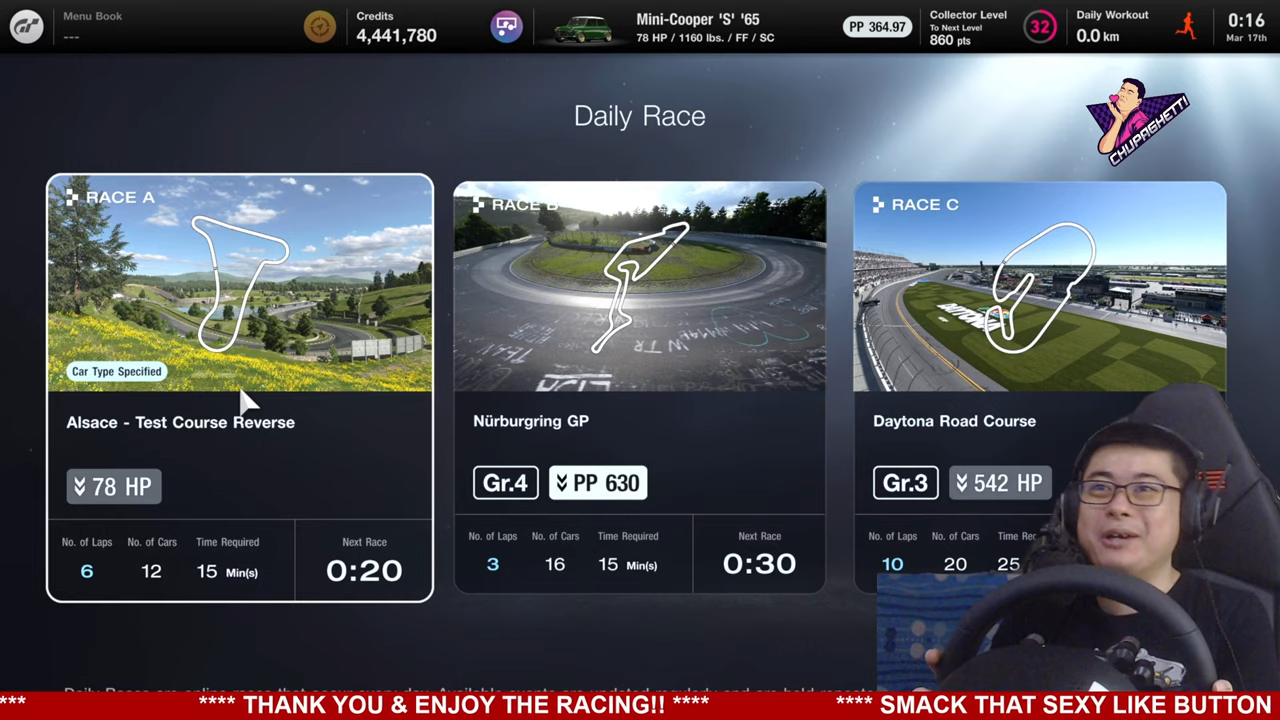 Menu Book
---
Credits
4,441,780
Mini-Cooper 'S' '65
78 HP / 1160 lbs. / FF / SC
PP 364.97
Collector Level
To Next Level
860 pts
32
Daily Workout
0.0 km
0:16
Mar 17th
Daily Race
CHUPAGHETTI
RACE A
Car Type Specified
Alsace - Test Course Reverse
78 HP
No. of Laps
6
No. of Cars
12
Time Required
15 Min(s)
Next Race
0:20
RACE B
Nürburgring GP
Gr.4
PP 630
No. of Laps
3
No. of Cars
16
Time Required
15 Min(s)
Next Race
0:30
RACE C
DAYTONA
Daytona Road Course
Gr.3
542 HP
No. of Laps
10
No. of Cars
20
Time Re
25
*** **** THANK YOU & ENJOY THE RACING!! **** **** SMACK THAT SEXY LIKE BUTTON